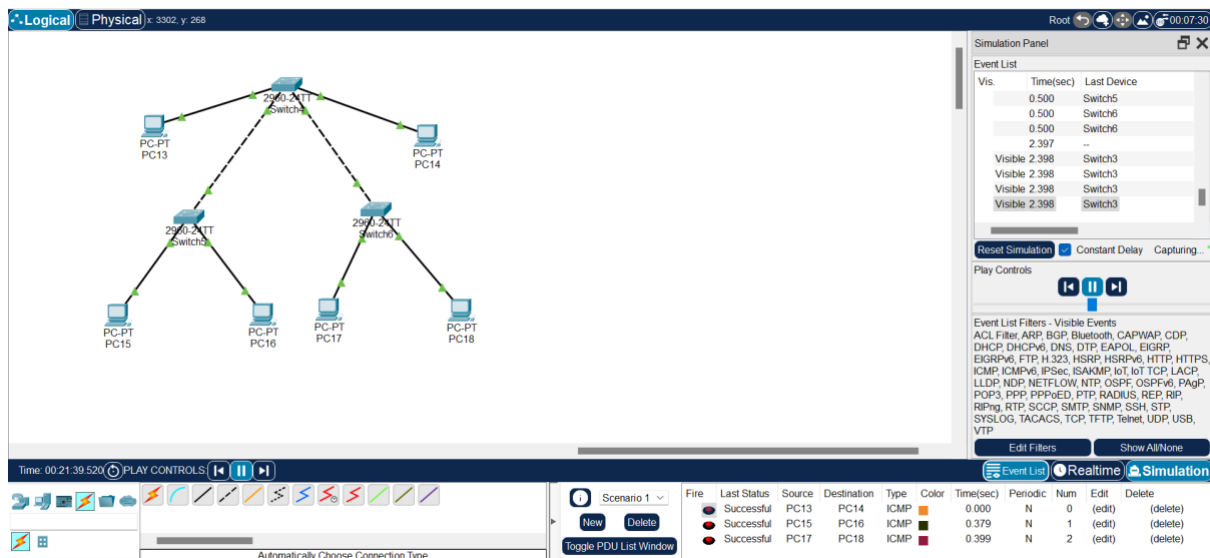 Logical Physical x: 3302, y: 268 Root 00:07:30
Simulation Panel
Event List
Vis. Time(sec) Last Device
0.500 Switch5
0.500 Switch6
0.500 Switch6
2.397 --
Visible 2.398 Switch3
Visible 2.398 Switch3
Visible 2.398 Switch3
Visible 2.398 Switch3
Reset Simulation Constant Delay Capturing...
Play Controls
Event List Filters - Visible Events
ACL Filter, ARP, BGP, Bluetooth, CAPWAP, CDP,
DHCP, DHCPv6, DNS, DTP, EAPOL, EIGRP,
EIGRPv6, FTP, H.323, HSRP, HSRPv6, HTTP, HTTPS,
ICMP, ICMPv6, IPSec, ISAKMP, IoT, IoT TCP, LACP,
LLDP, NDP, NETFLOW, NTP, OSPF, OSPFv6, PAgP,
POP3, PPP, PPPoED, PTP, RADIUS, REP, RIP,
RIPng, RTP, SCCP, SMTP, SNMP, SSH, STP,
SYSLOG, TACACS, TCP, TFTP, Telnet, UDP, USB,
VTP
Edit Filters Show All/None
2960-24TT
Switch4
PC-PT
PC13
PC-PT
PC14
2960-24TT
Switch5
2960-24TT
Switch6
PC-PT
PC15
PC-PT
PC16
PC-PT
PC17
PC-PT
PC18
Time: 00:21:39.520 PLAY CONTROLS: Event List Realtime Simulation
Scenario 1
New Delete
Toggle PDU List Window
Fire Last Status Source Destination Type Color Time(sec) Periodic Num Edit Delete
Successful PC13 PC14 ICMP 0.000 N 0 (edit) (delete)
Successful PC15 PC16 ICMP 0.379 N 1 (edit) (delete)
Successful PC17 PC18 ICMP 0.399 N 2 (edit) (delete)
Automatically Choose Connection Type